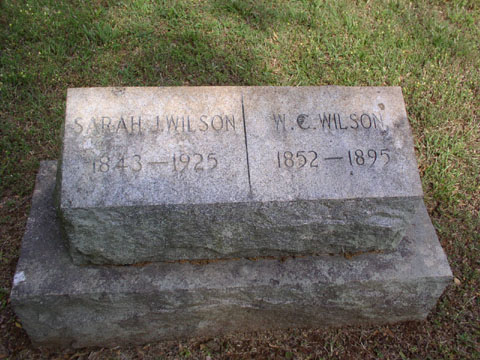 SARAH J. WILSON
1843—1925
W. C. WILSON
1852—1895